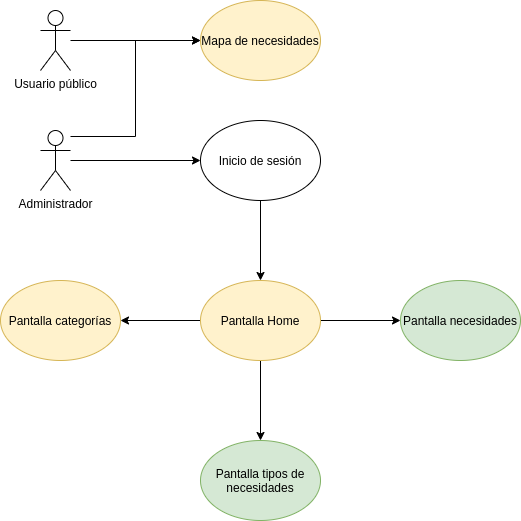 Usuario público
Mapa de necesidades
Administrador
Inicio de sesión
Pantalla categorías
Pantalla Home
Pantalla necesidades
Pantalla tipos de
necesidades